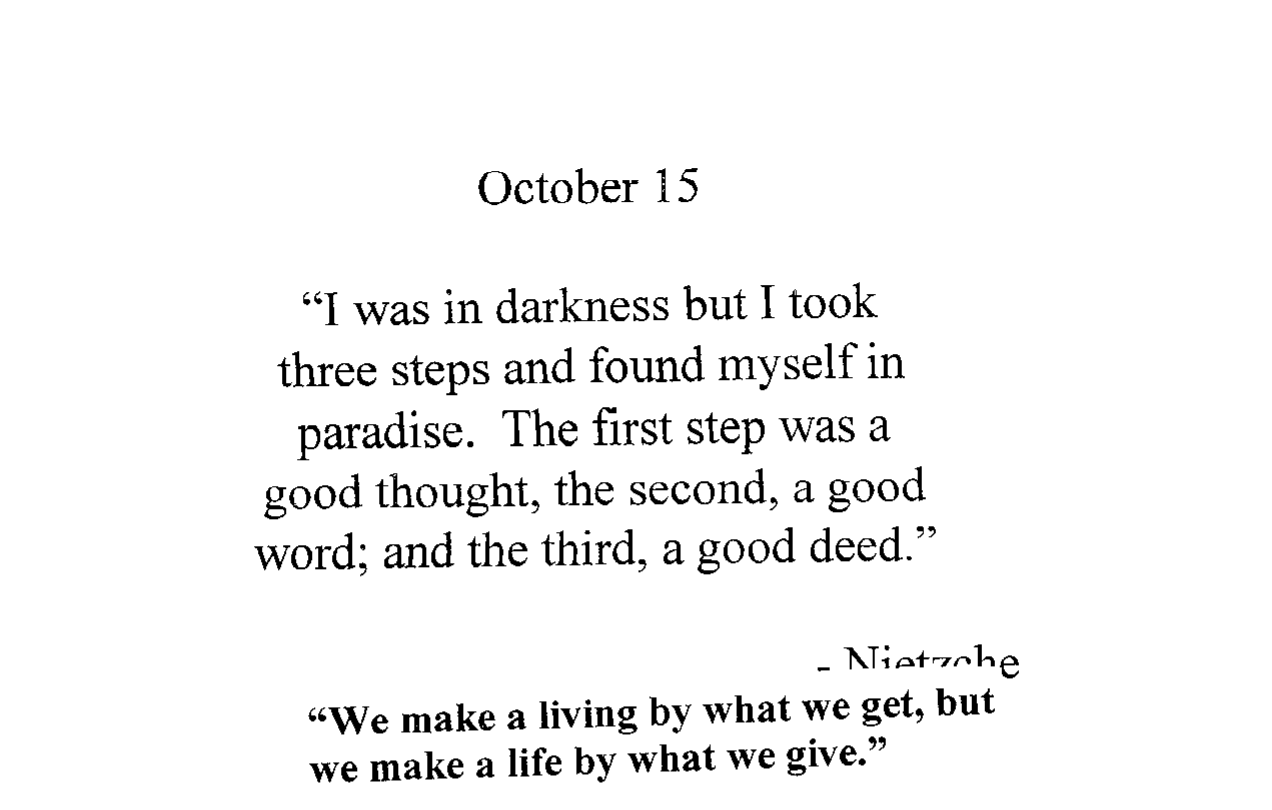 October 15
“I was in darkness but I took
three steps and found myself in
paradise.  The first step was a
good thought, the second, a good
word; and the third, a good deed.”
- Nietzche
“We make a living by what we get, but
we make a life by what we give.”